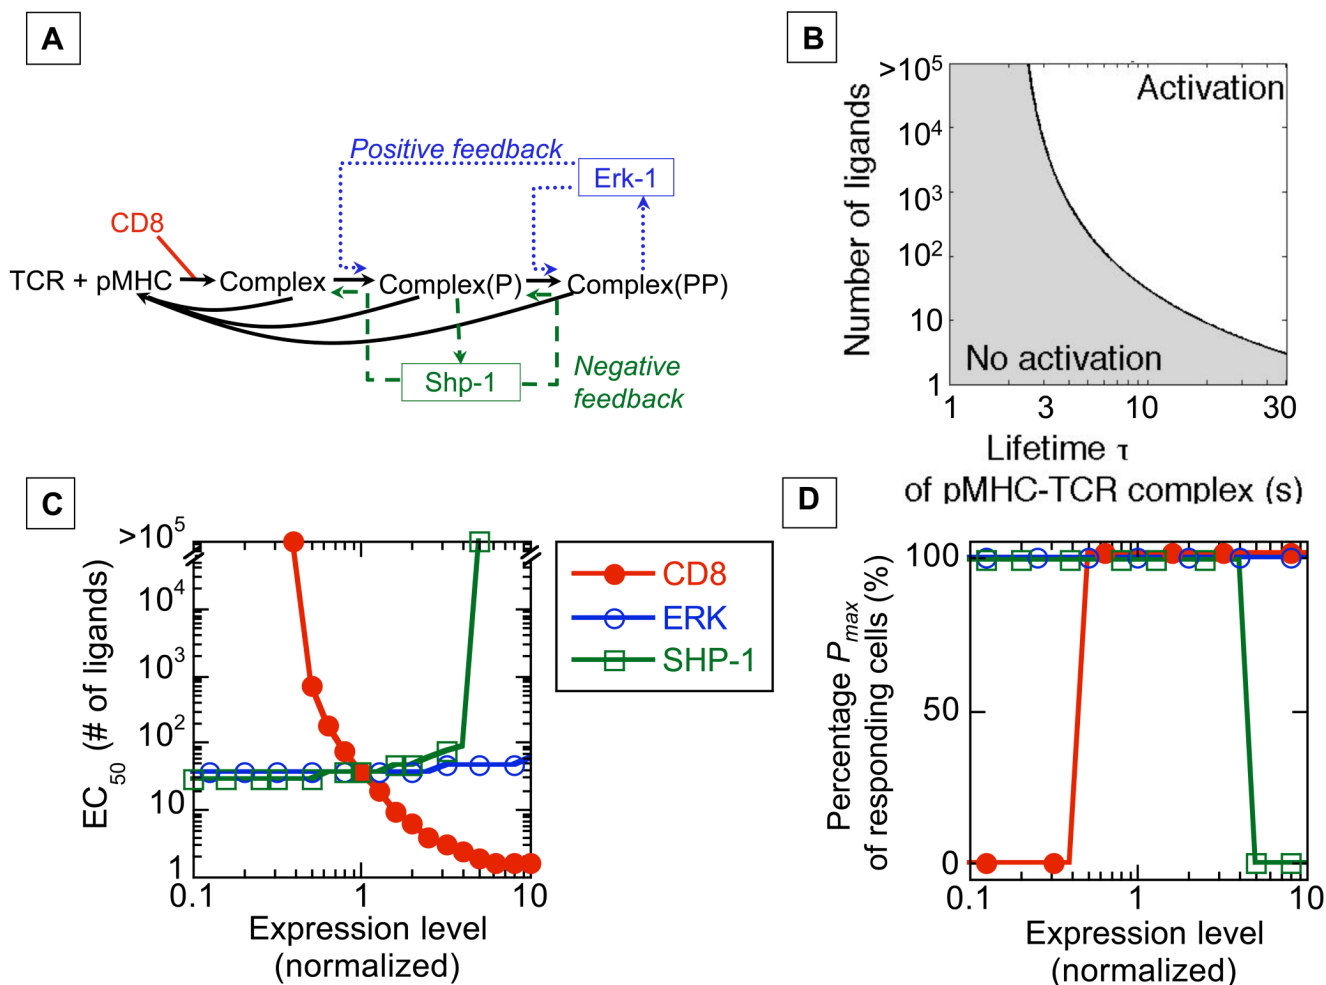 A
Positive feedback
Erk-1
CD8
TCR + pMHC
Complex
Complex(P)
Complex(PP)
Shp-1
Negative
feedback
B
Number of ligands
>10^5
10^4
10^3
10^2
10
1
Activation
No activation
1
3
10
30
Lifetime τ
of pMHC-TCR complex (s)
C
EC50 (# of ligands)
>10^5
10^4
10^3
10^2
10
1
0.1
1
10
Expression level
(normalized)
CD8
ERK
SHP-1
D
Percentage Pmax
of responding cells (%)
100
50
0
0.1
1
10
Expression level
(normalized)